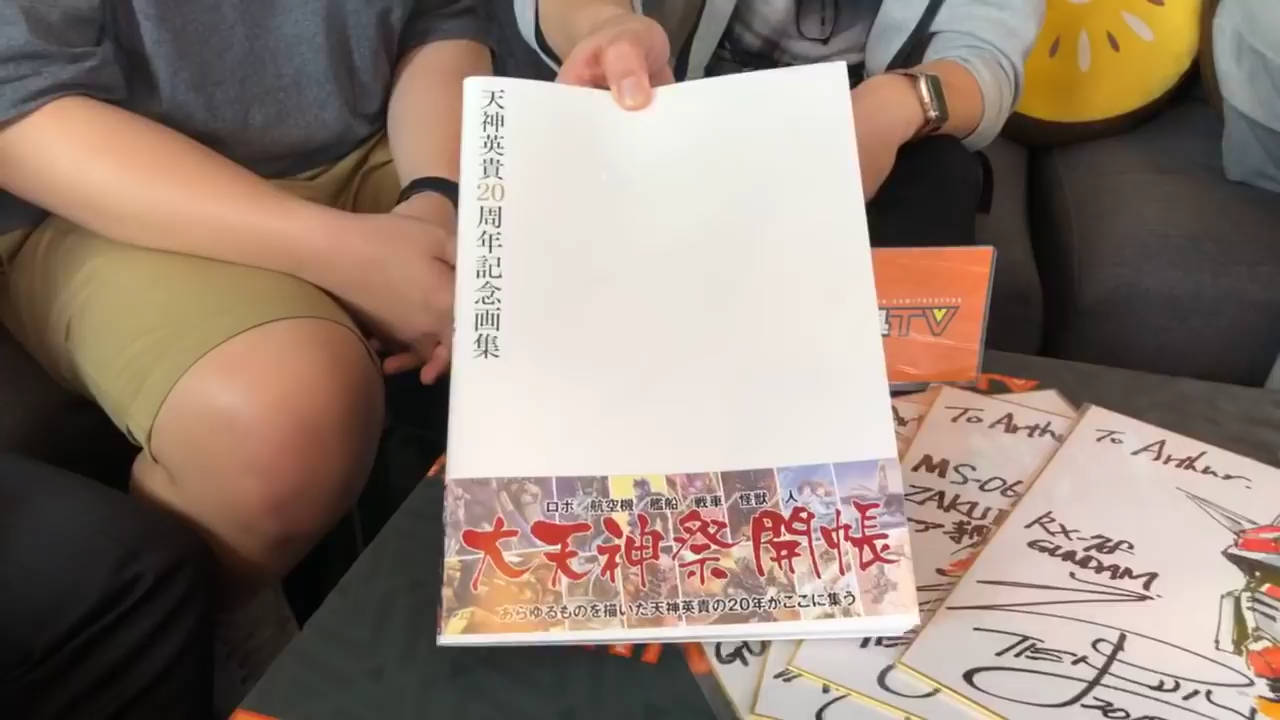 天神英貴20周年記念画集
ロボ／航空機／艦船／戦車／怪獣／人
大天神祭開帳
あらゆるものを描いた天神英貴の20年がここに集う
TV
To Arthu
MS-06
ZAKU
To Arthur.
RX-78
GUNDAM